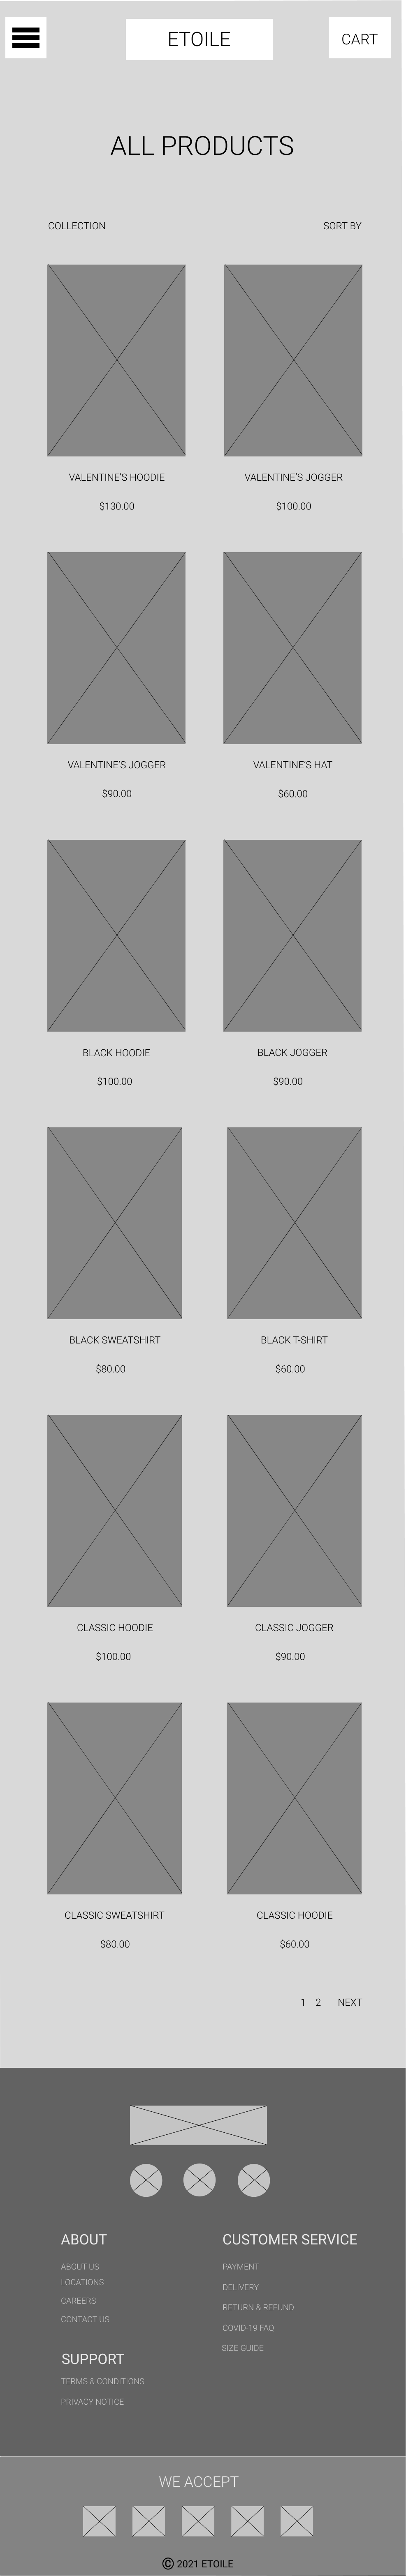 ETOILE
CART
ALL PRODUCTS
COLLECTION
SORT BY
VALENTINE'S HOODIE
VALENTINE'S JOGGER
$130.00
$100.00
VALENTINE'S JOGGER
VALENTINE'S HAT
$90.00
$60.00
BLACK HOODIE
BLACK JOGGER
$100.00
$90.00
BLACK SWEATSHIRT
BLACK T-SHIRT
$80.00
$60.00
CLASSIC HOODIE
CLASSIC JOGGER
$100.00
$90.00
CLASSIC SWEATSHIRT
CLASSIC HOODIE
$80.00
$60.00
1 2 NEXT
ABOUT
ABOUT US
LOCATIONS
CAREERS
CONTACT US
SUPPORT
TERMS & CONDITIONS
PRIVACY NOTICE
CUSTOMER SERVICE
PAYMENT
DELIVERY
RETURN & REFUND
COVID-19 FAQ
SIZE GUIDE
WE ACCEPT
© 2021 ETOILE